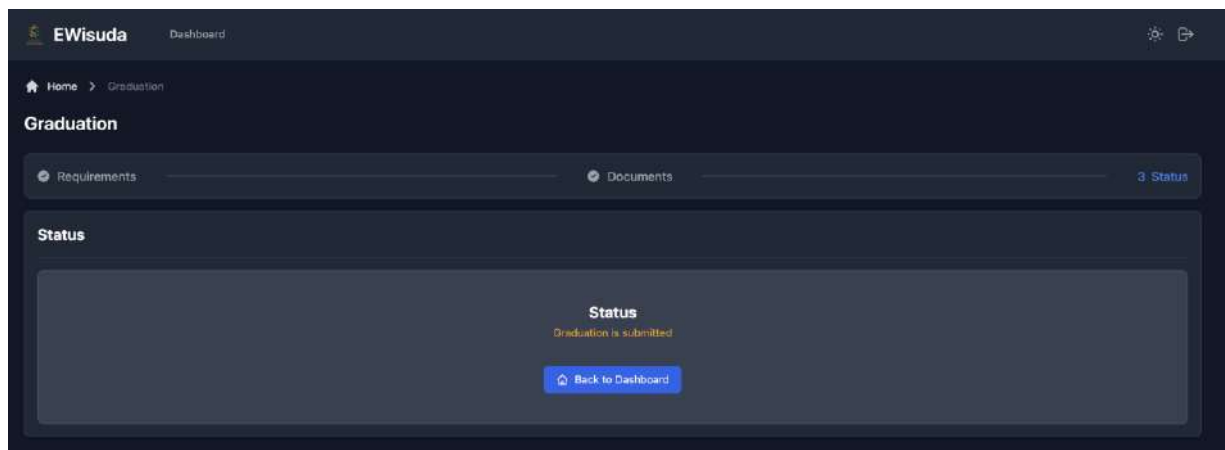 EWisuda Dashboard
Home > Graduation
Graduation
Requirements Documents 3 Status
Status
Status
Graduation is submitted
Back to Dashboard